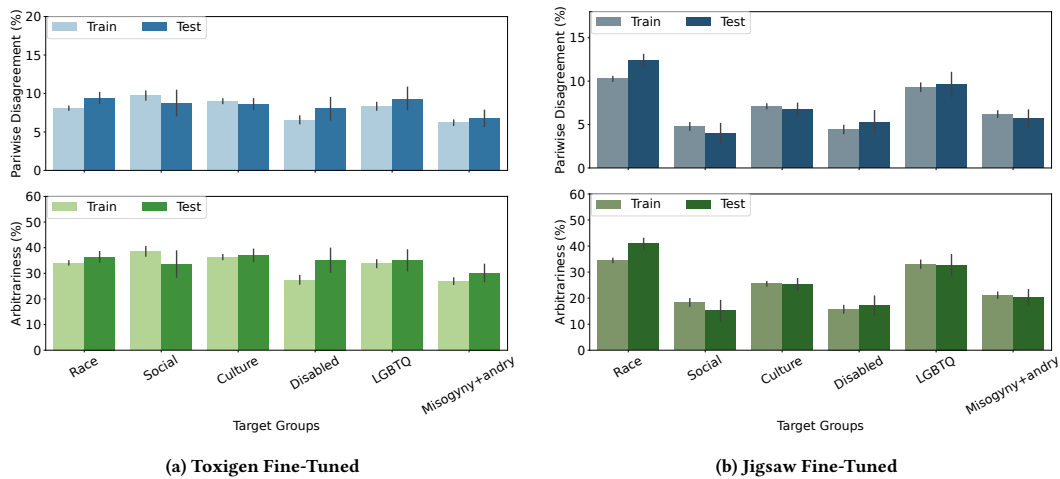 Pariwise Disagreement (%)
20
15
10
5
0
Train
Test
Arbitrariness (%)
60
50
40
30
20
10
0
Train
Test
Race
Social
Culture
Disabled
LGBTQ
Misogyny+andry
Target Groups
(a) Toxigen Fine-Tuned
Pariwise Disagreement (%)
15
10
5
0
Train
Test
Arbitrariness (%)
60
50
40
30
20
10
0
Train
Test
Race
Social
Culture
Disabled
LGBTQ
Misogyny+andry
Target Groups
(b) Jigsaw Fine-Tuned